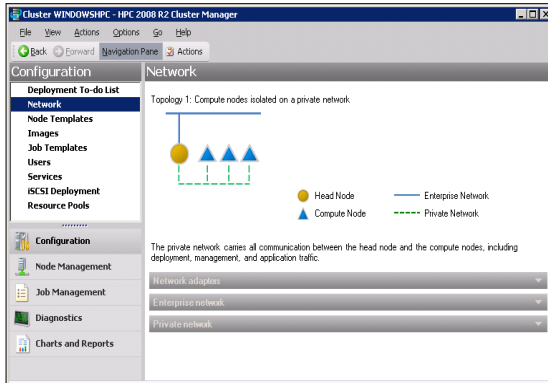 Cluster WINDOWSHPC - HPC 2008 R2 Cluster Manager
File View Actions Options Go Help
Back Forward Navigation Pane Actions
Configuration
Network
Deployment To-do List
Network
Node Templates
Images
Job Templates
Users
Services
iSCSI Deployment
Resource Pools
Configuration
Node Management
Job Management
Diagnostics
Charts and Reports
Topology 1: Compute nodes isolated on a private network
Head Node
Enterprise Network
Compute Node
Private Network
The private network carries all communication between the head node and the compute nodes, including
deployment, management, and application traffic.
Network adapters
Enterprise network
Private network